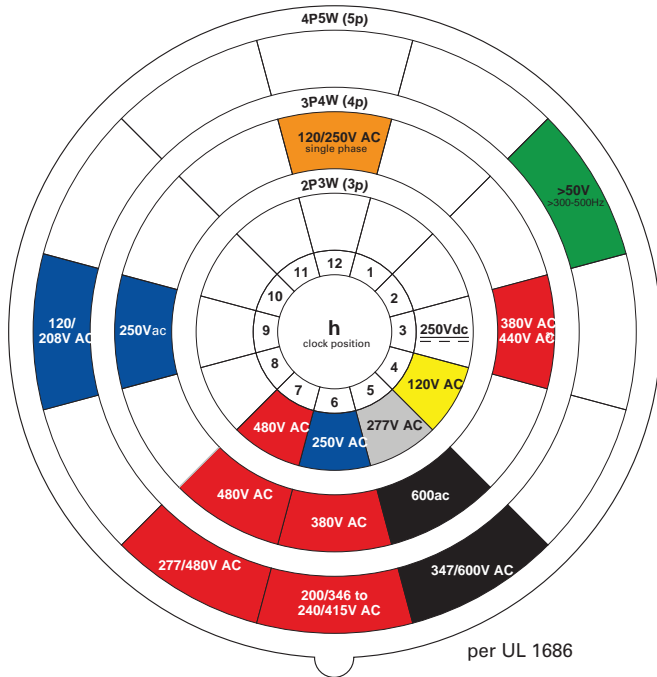 4P5W (5p)
3P4W (4p)
120/250V AC
single phase
2P3W (3p)
>50V
>300-500Hz
11
12
1
10
2
120/
208V AC
250Vac
9
h
clock position
3
250Vdc
380V AC
440V AC
8
4
120V AC
7
6
5
480V AC
250V AC
277V AC
480V AC
380V AC
600ac
277/480V AC
200/346 to
240/415V AC
347/600V AC
per UL 1686